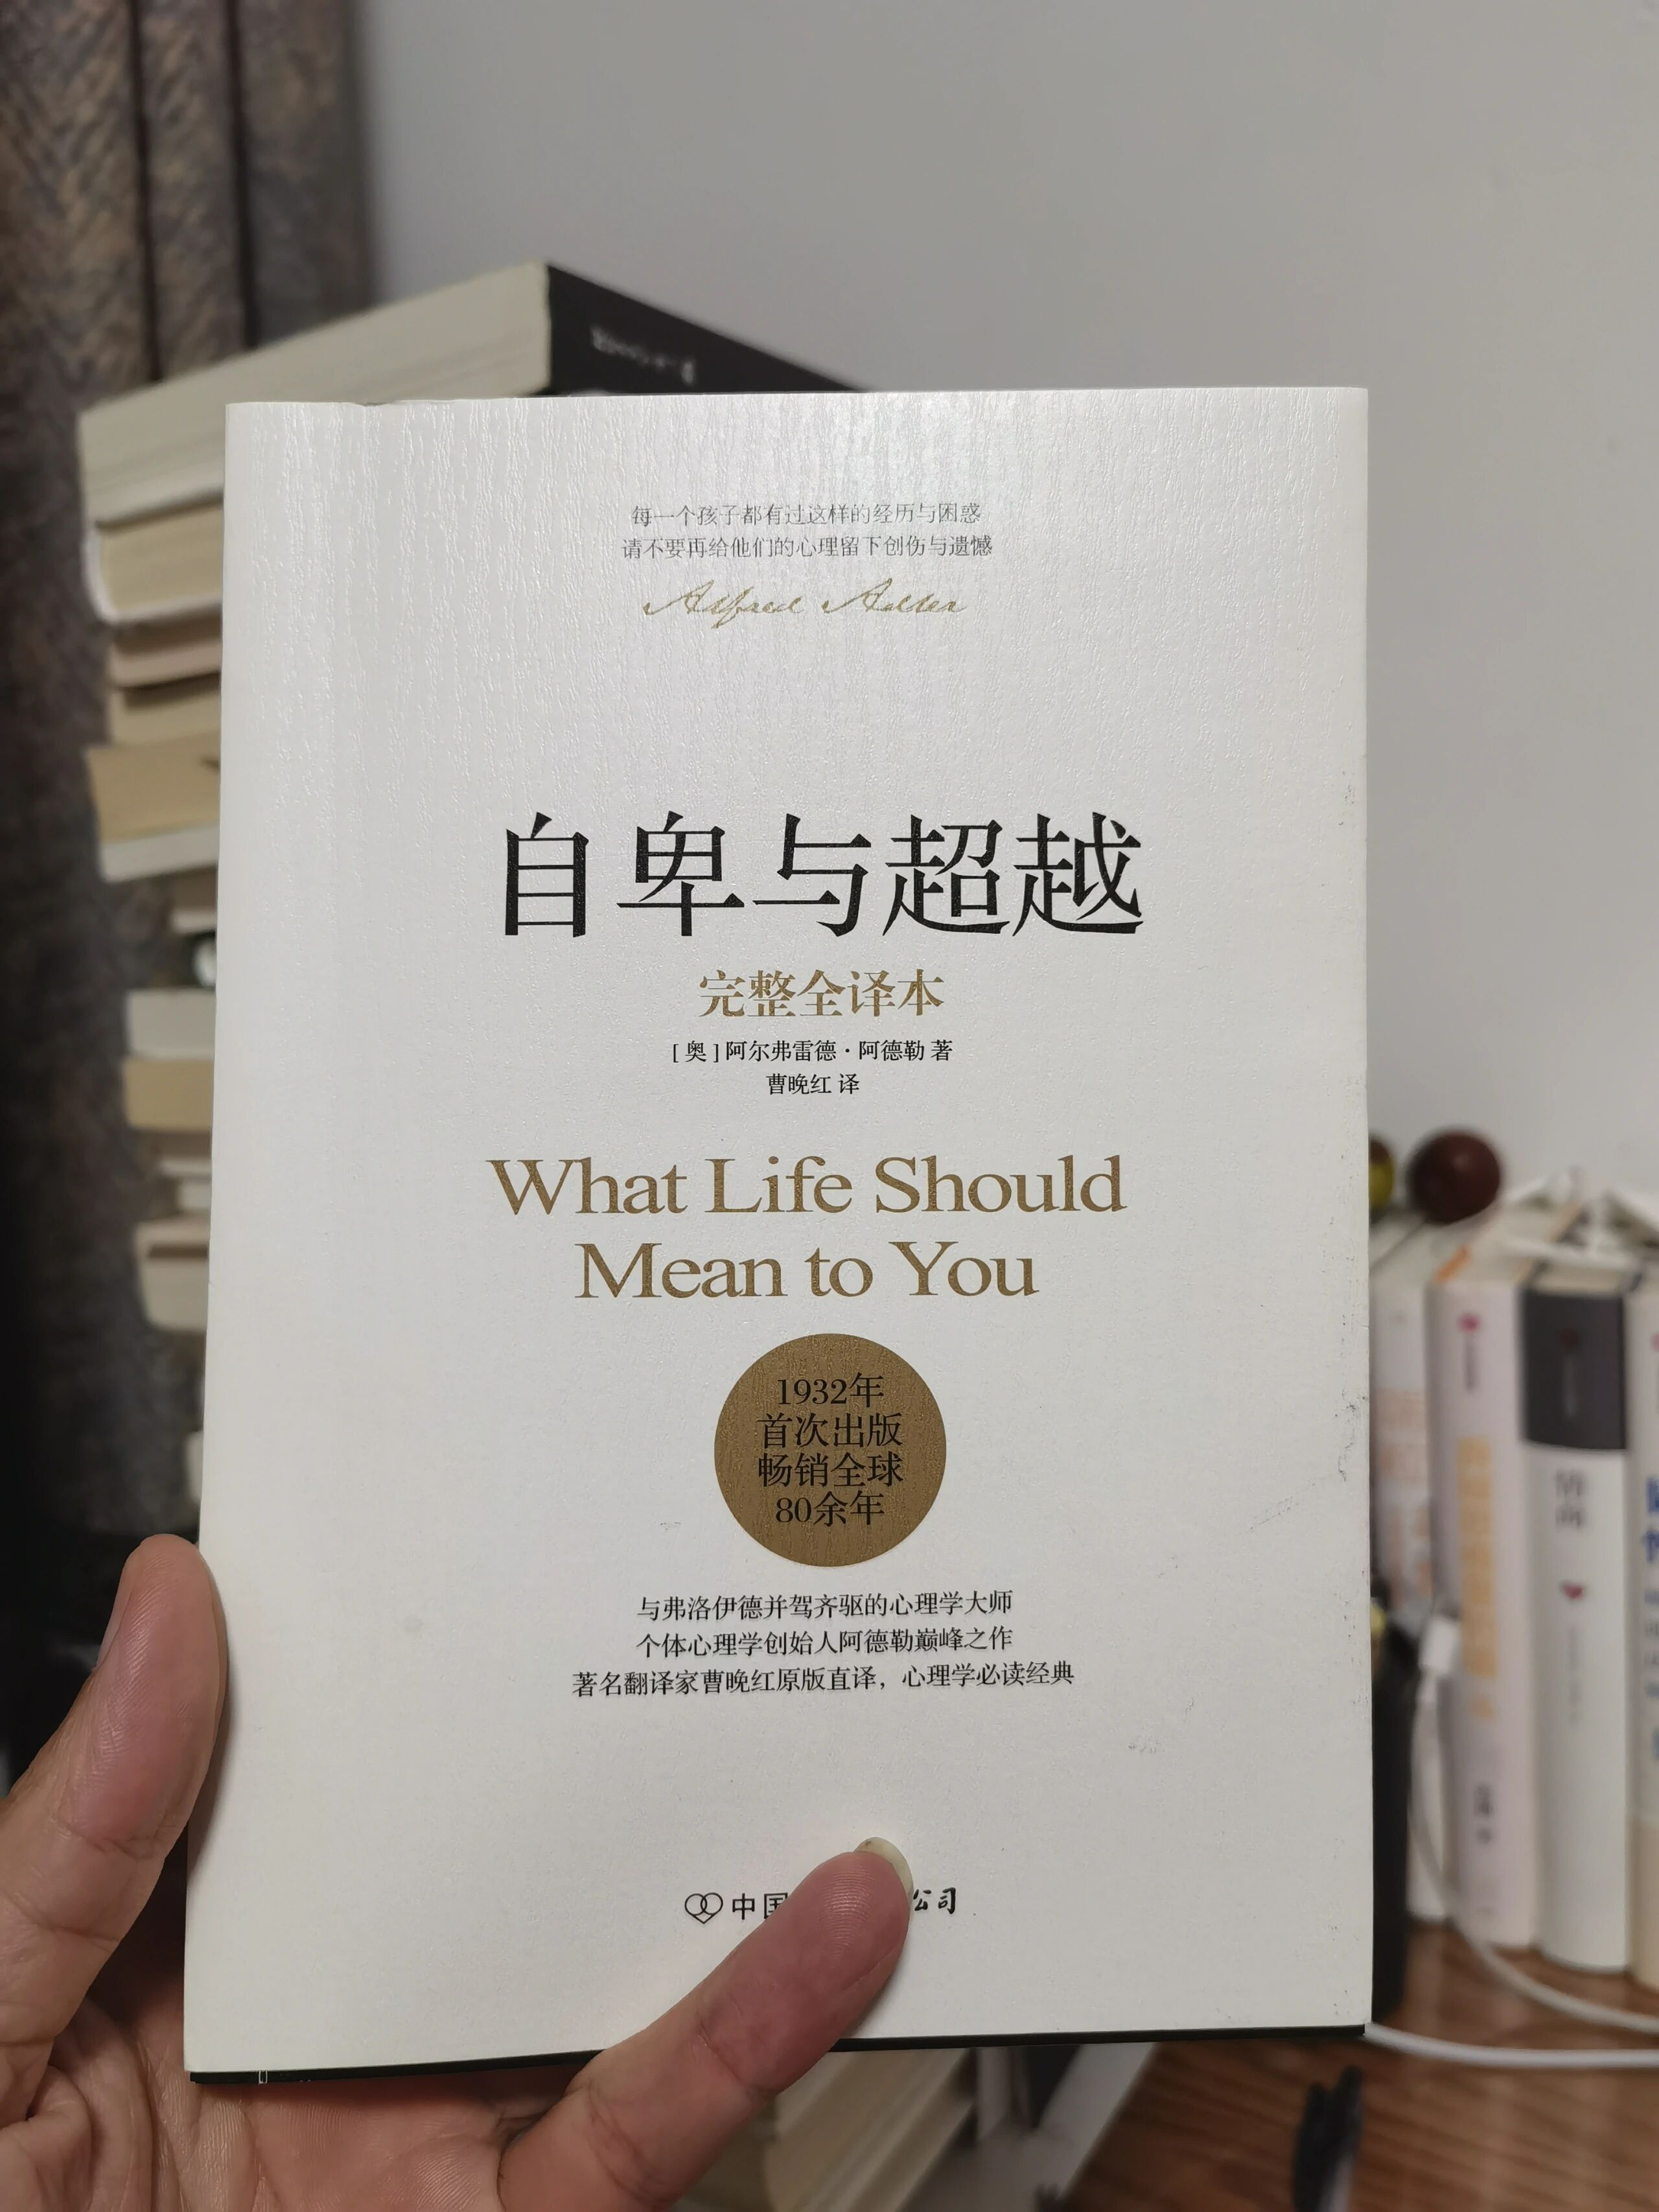 每一个孩子都有过这样的经历与困惑
请不要再给他们的心理留下创伤与遗憾
Alfred Adler
自卑与超越
完整全译本
[ 奥 ] 阿尔弗雷德·阿德勒 著
曹晚红 译
What Life Should
Mean to You
1932年
首次出版
畅销全球
80余年
与弗洛伊德并驾齐驱的心理学大师
个体心理学创始人阿德勒巅峰之作
著名翻译家曹晚红原版直译，心理学必读经典
中国 公司
情商